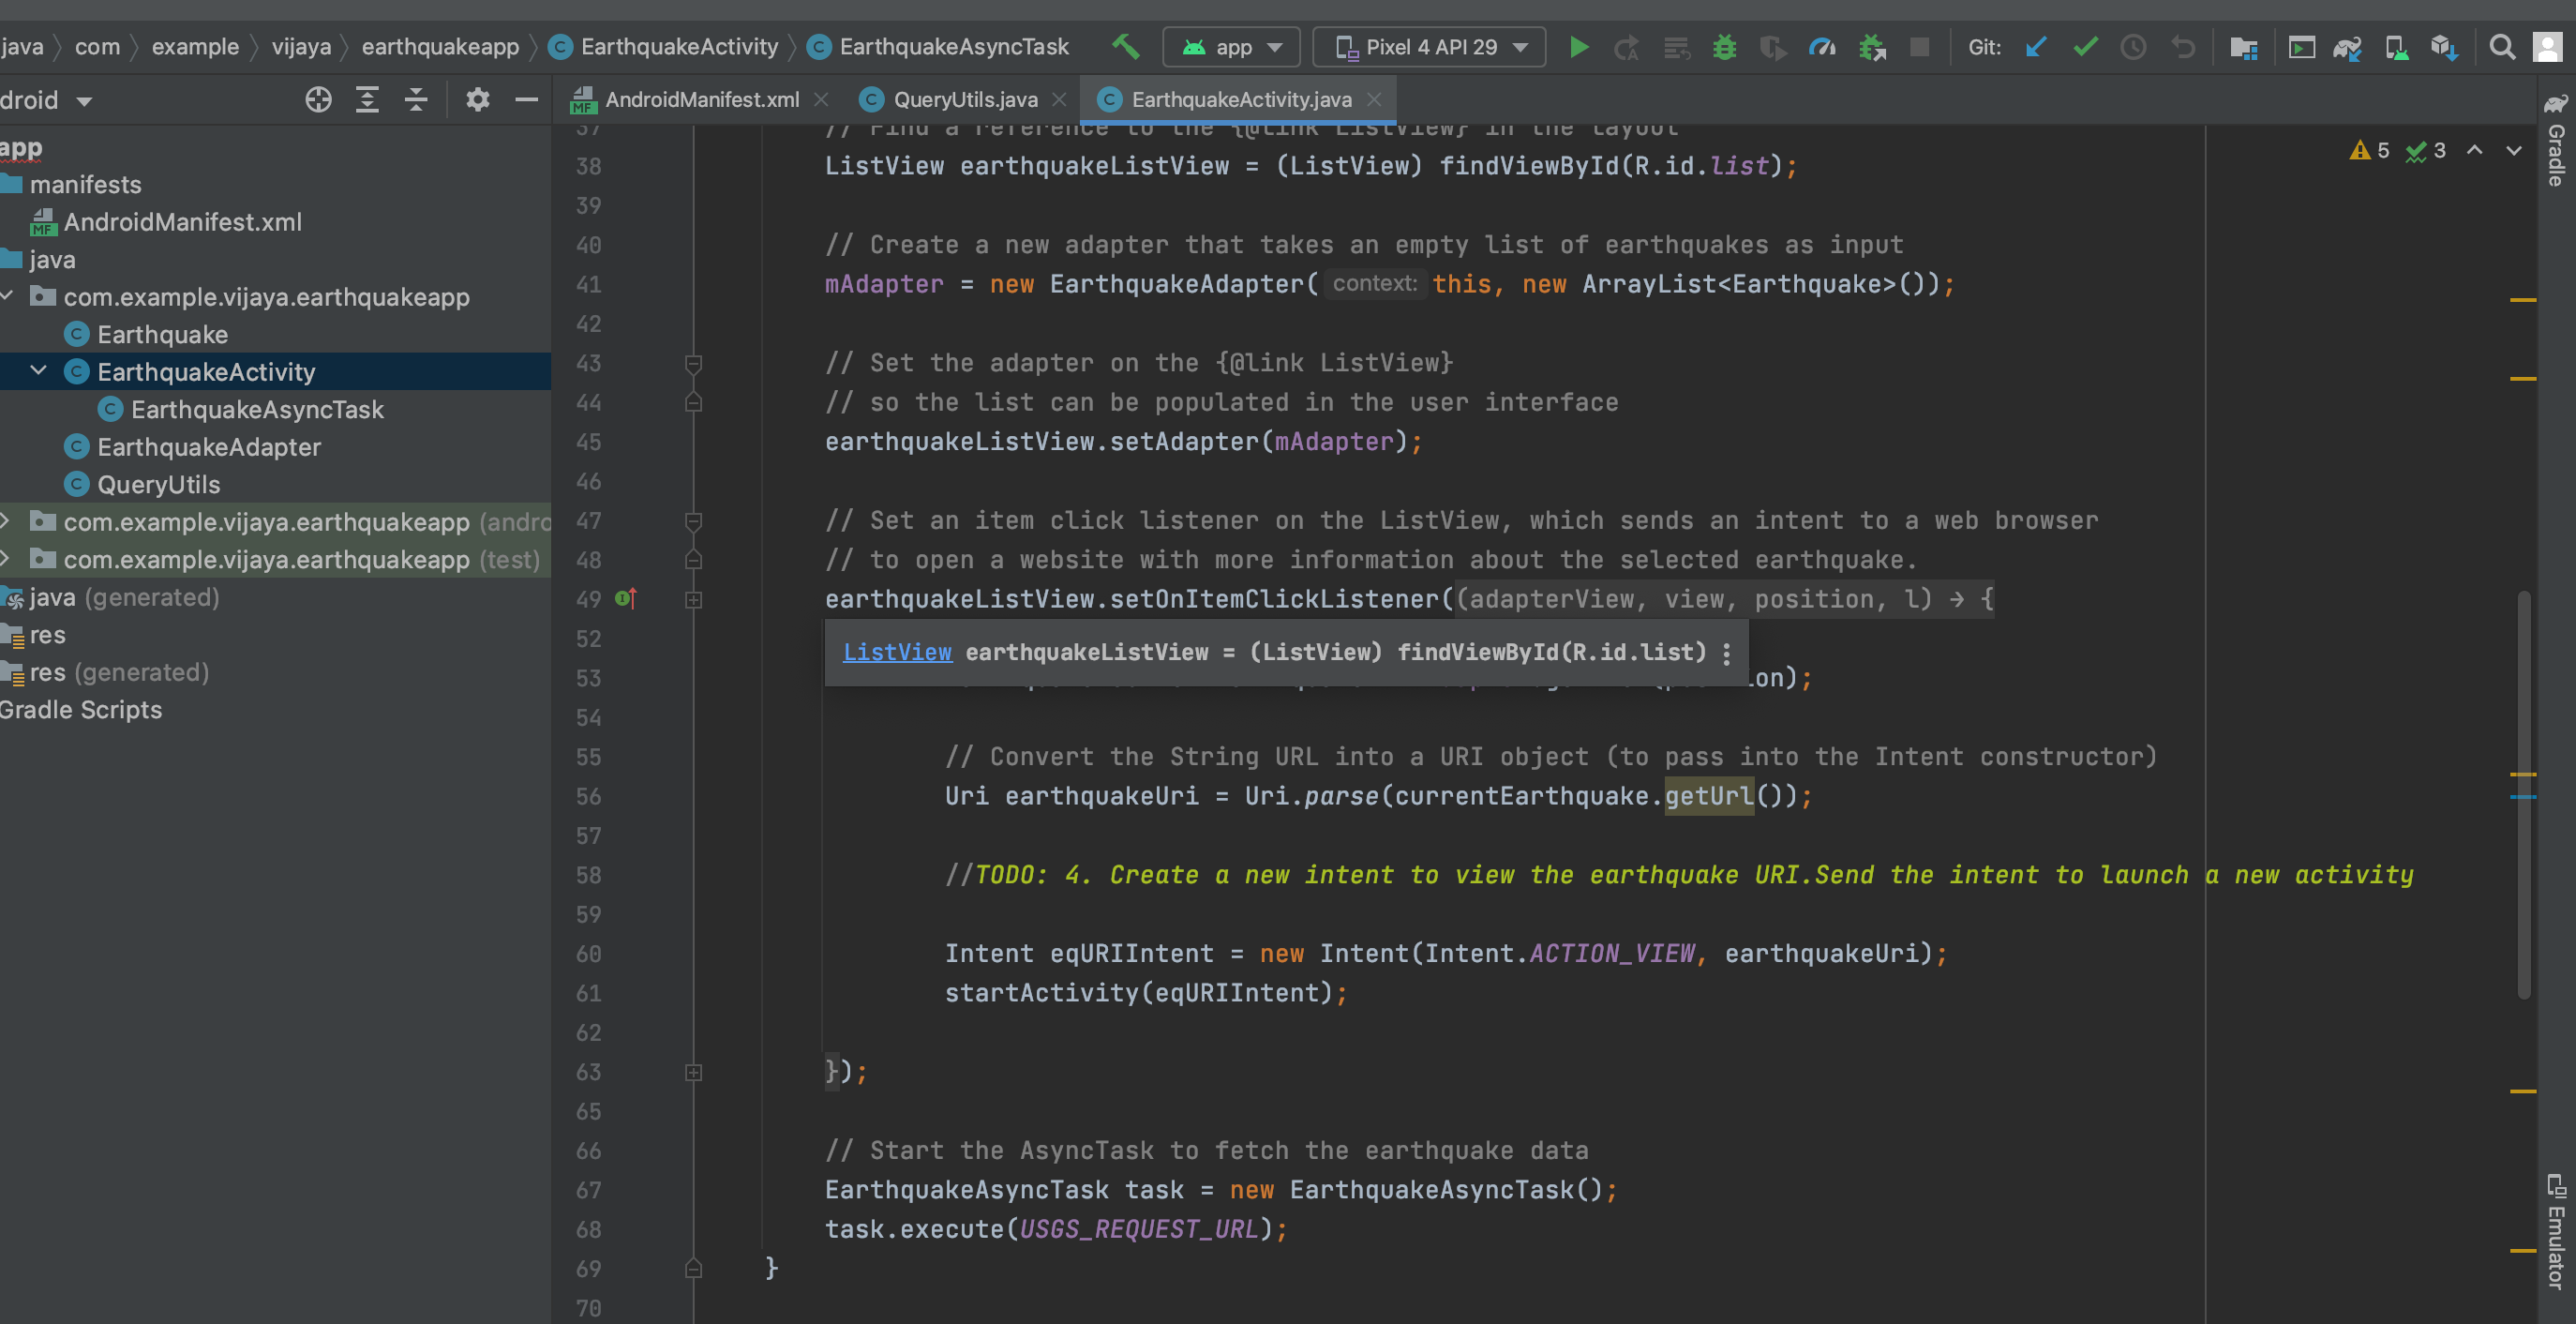 java com example vijaya earthquakeapp EarthquakeActivity EarthquakeAsyncTask app Pixel 4 API 29 Git:
droid
AndroidManifest.xml QueryUtils.java EarthquakeActivity.java
app
manifests
AndroidManifest.xml
java
com.example.vijaya.earthquakeapp
Earthquake
EarthquakeActivity
EarthquakeAsyncTask
EarthquakeAdapter
QueryUtils
com.example.vijaya.earthquakeapp (andro
com.example.vijaya.earthquakeapp (test)
java (generated)
res
res (generated)
Gradle Scripts
37 // Find a reference to the {@link ListView} in the layout
38 ListView earthquakeListView = (ListView) findViewById(R.id.list);
39
40 // Create a new adapter that takes an empty list of earthquakes as input
41 mAdapter = new EarthquakeAdapter( context: this, new ArrayList<Earthquake>());
42
43 // Set the adapter on the {@link ListView}
44 // so the list can be populated in the user interface
45 earthquakeListView.setAdapter(mAdapter);
46
47 // Set an item click listener on the ListView, which sends an intent to a web browser
48 // to open a website with more information about the selected earthquake.
49 earthquakeListView.setOnItemClickListener((adapterView, view, position, l) → {
52
ListView earthquakeListView = (ListView) findViewById(R.id.list)
53 ion);
54
55 // Convert the String URL into a URI object (to pass into the Intent constructor)
56 Uri earthquakeUri = Uri.parse(currentEarthquake.getUrl());
57
58 //TODO: 4. Create a new intent to view the earthquake URI.Send the intent to launch a new activity
59
60 Intent eqURIIntent = new Intent(Intent.ACTION_VIEW, earthquakeUri);
61 startActivity(eqURIIntent);
62
63 });
65
66 // Start the AsyncTask to fetch the earthquake data
67 EarthquakeAsyncTask task = new EarthquakeAsyncTask();
68 task.execute(USGS_REQUEST_URL);
69 }
70
5 3
Gradle
Emulator